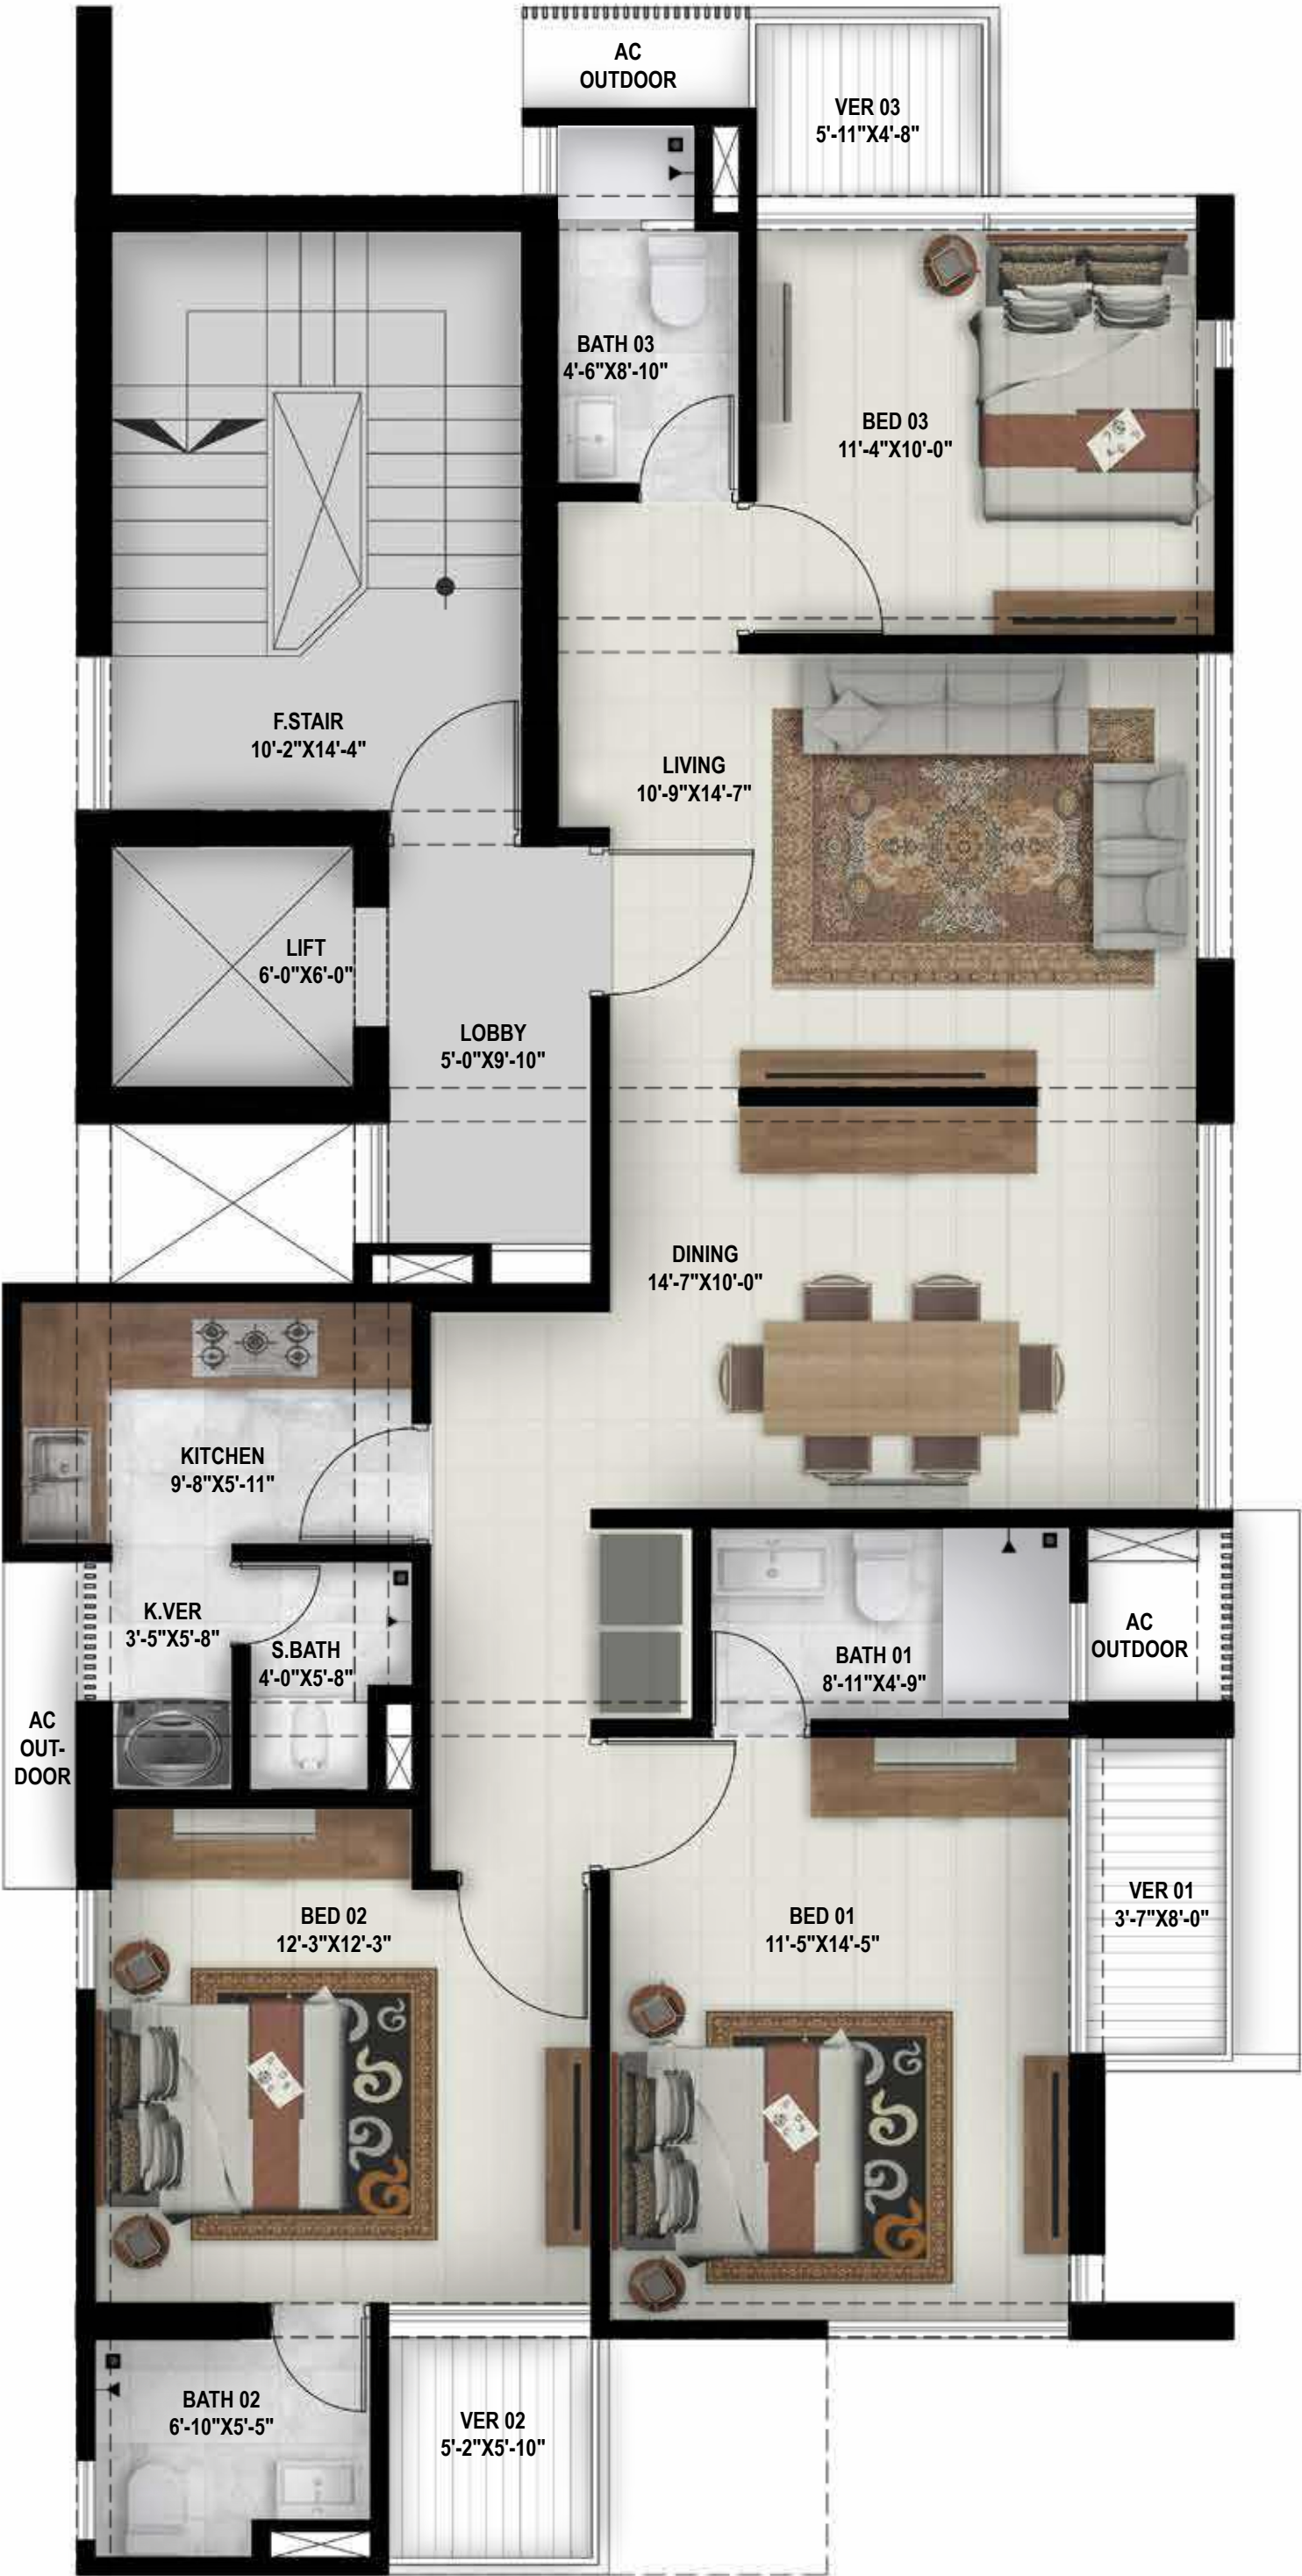 AC
OUTDOOR
VER 03
5'-11"X4'-8"
BATH 03
4'-6"X8'-10"
BED 03
11'-4"X10'-0"
F.STAIR
10'-2"X14'-4"
LIVING
10'-9"X14'-7"
LIFT
6'-0"X6'-0"
LOBBY
5'-0"X9'-10"
DINING
14'-7"X10'-0"
KITCHEN
9'-8"X5'-11"
K.VER
3'-5"X5'-8"
S.BATH
4'-0"X5'-8"
BATH 01
8'-11"X4'-9"
AC
OUTDOOR
AC
OUT-
DOOR
BED 02
12'-3"X12'-3"
BED 01
11'-5"X14'-5"
VER 01
3'-7"X8'-0"
BATH 02
6'-10"X5'-5"
VER 02
5'-2"X5'-10"